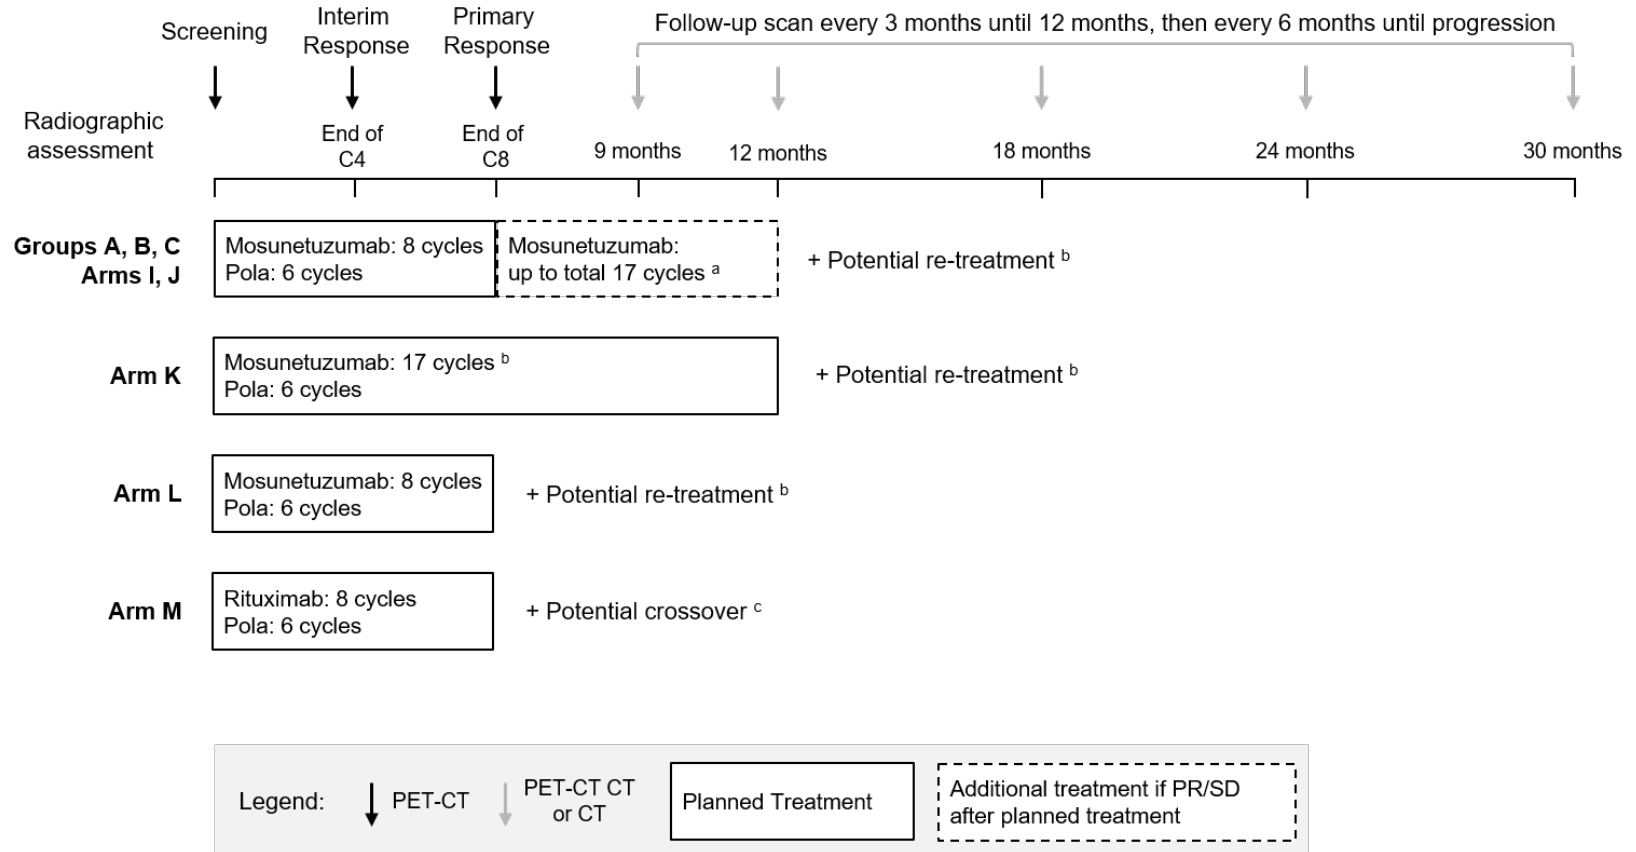 Screening
Interim
Response
Primary
Response
Follow-up scan every 3 months until 12 months, then every 6 months until progression
Radiographic
assessment
End of
C4
End of
C8
9 months
12 months
18 months
24 months
30 months
Groups A, B, C
Arms I, J
Mosunetuzumab: 8 cycles
Pola: 6 cycles
Mosunetuzumab:
up to total 17 cycles a
+ Potential re-treatment b
Arm K
Mosunetuzumab: 17 cycles b
Pola: 6 cycles
+ Potential re-treatment b
Arm L
Mosunetuzumab: 8 cycles
Pola: 6 cycles
+ Potential re-treatment b
Arm M
Rituximab: 8 cycles
Pola: 6 cycles
+ Potential crossover c
Legend:
PET-CT
PET-CT CT
or CT
Planned Treatment
Additional treatment if PR/SD
after planned treatment